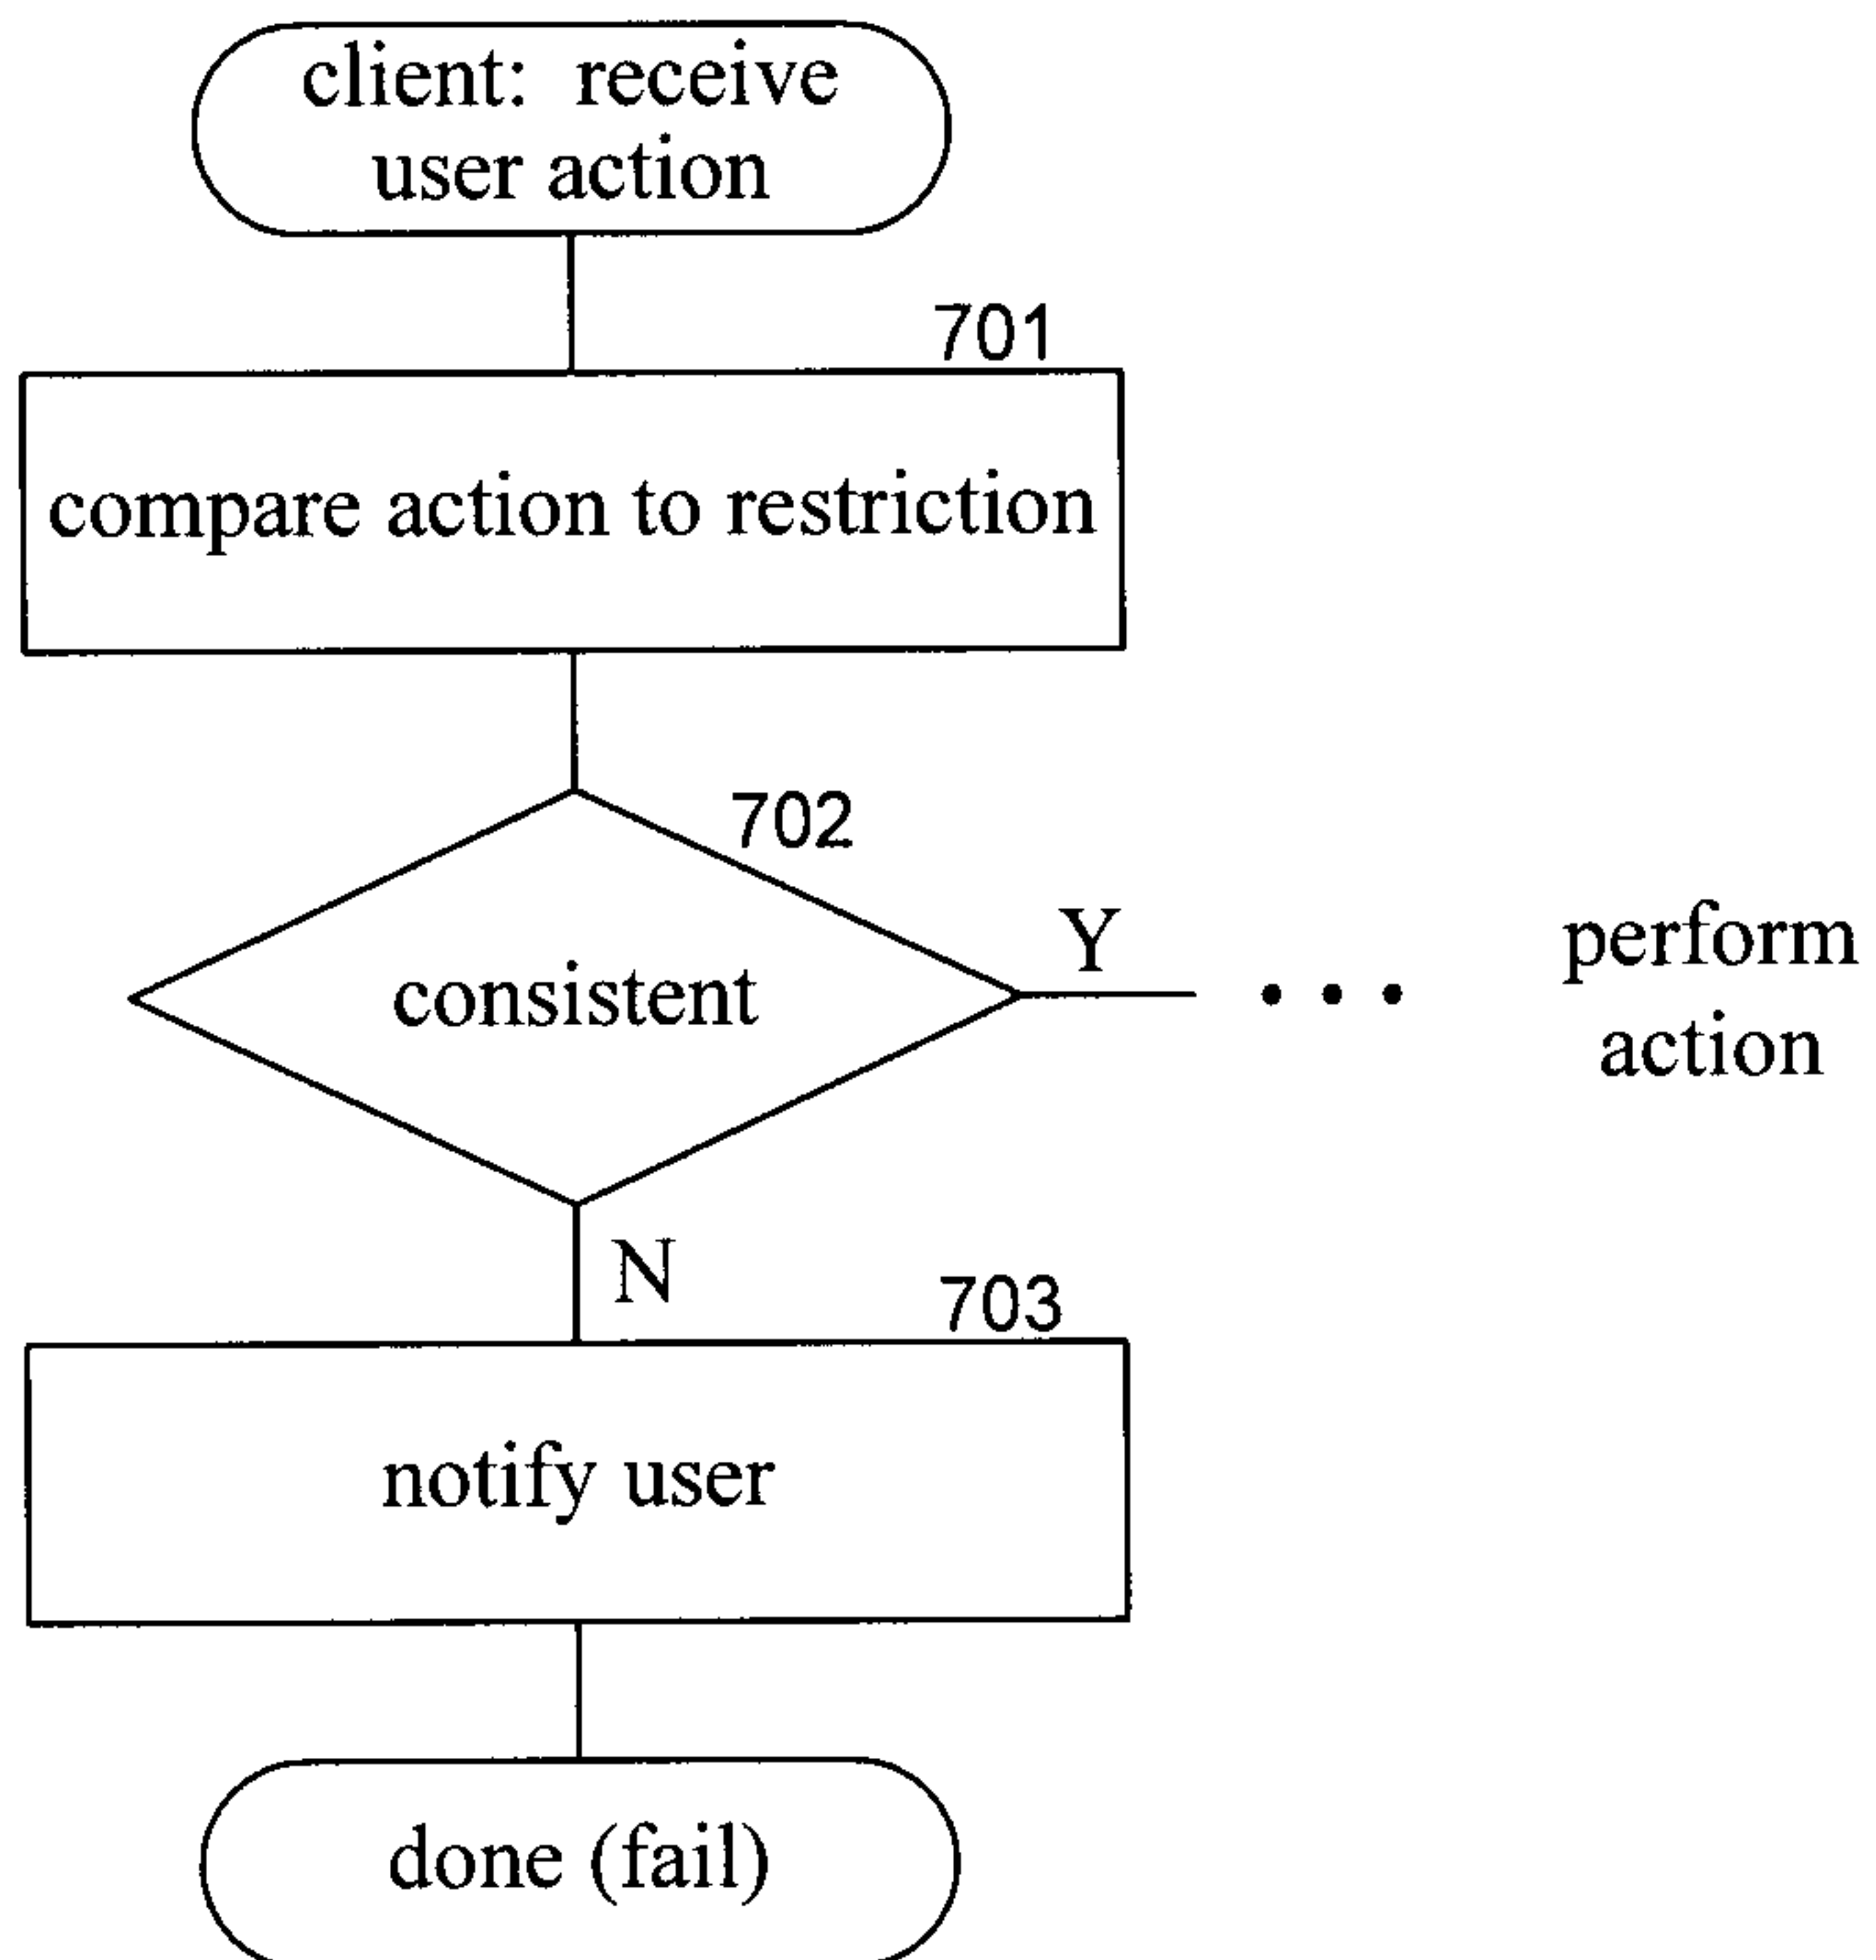 client: receive
user action
701
compare action to restriction
702
consistent
Y
perform
action
N
703
notify user
done (fail)